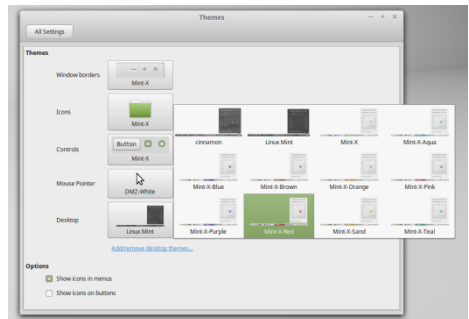 Themes
All Settings
Themes
Window borders
Mint-X
Icons
Mint-X
Controls
Button
Mint-X
Mouse Pointer
DMZ-White
Desktop
Linux Mint
cinnamon Linux Mint Mint-X Mint-X-Aqua
Mint-X-Blue Mint-X-Brown Mint-X-Orange Mint-X-Pink
Mint-X-Purple Mint-X-Red Mint-X-Sand Mint-X-Teal
Add/remove desktop themes...
Options
Show icons in menus
Show icons on buttons